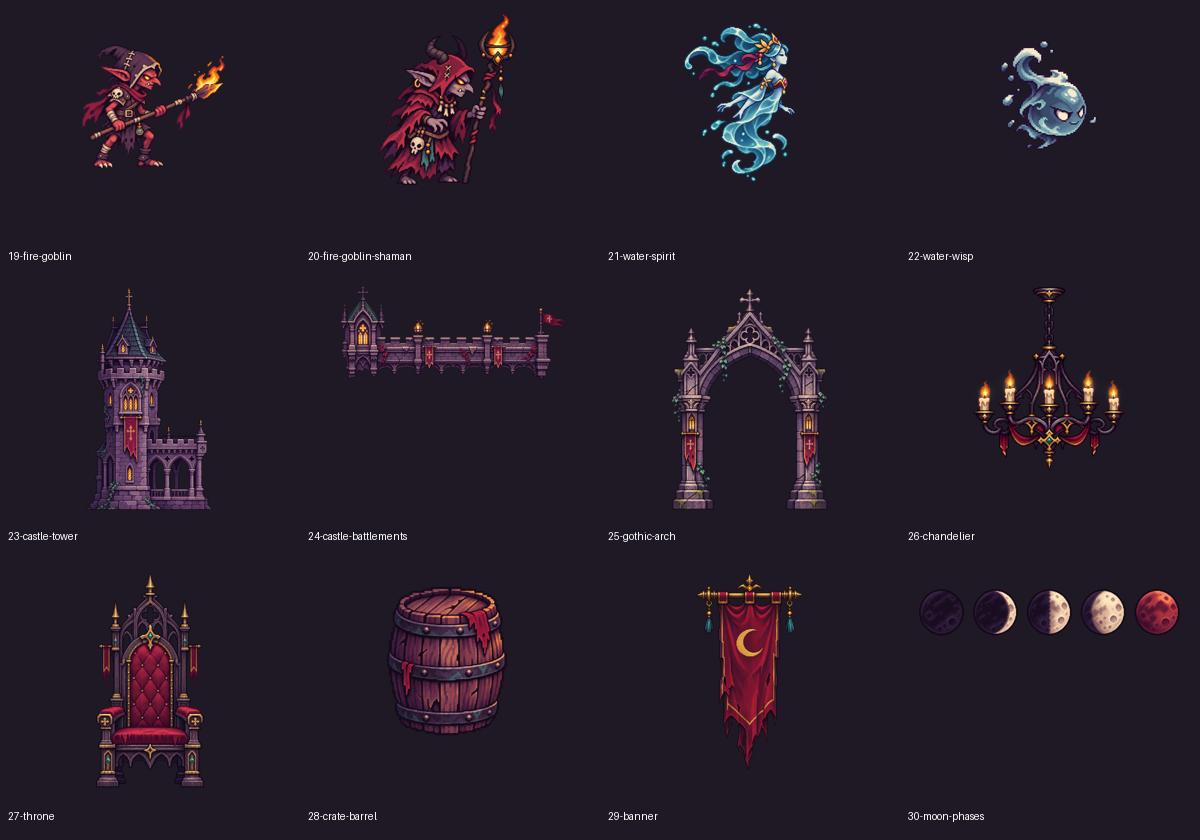 19-fire-goblin
20-fire-goblin-shaman
21-water-spirit
22-water-wisp
23-castle-tower
24-castle-battlements
25-gothic-arch
26-chandelier
27-throne
28-crate-barrel
29-banner
30-moon-phases